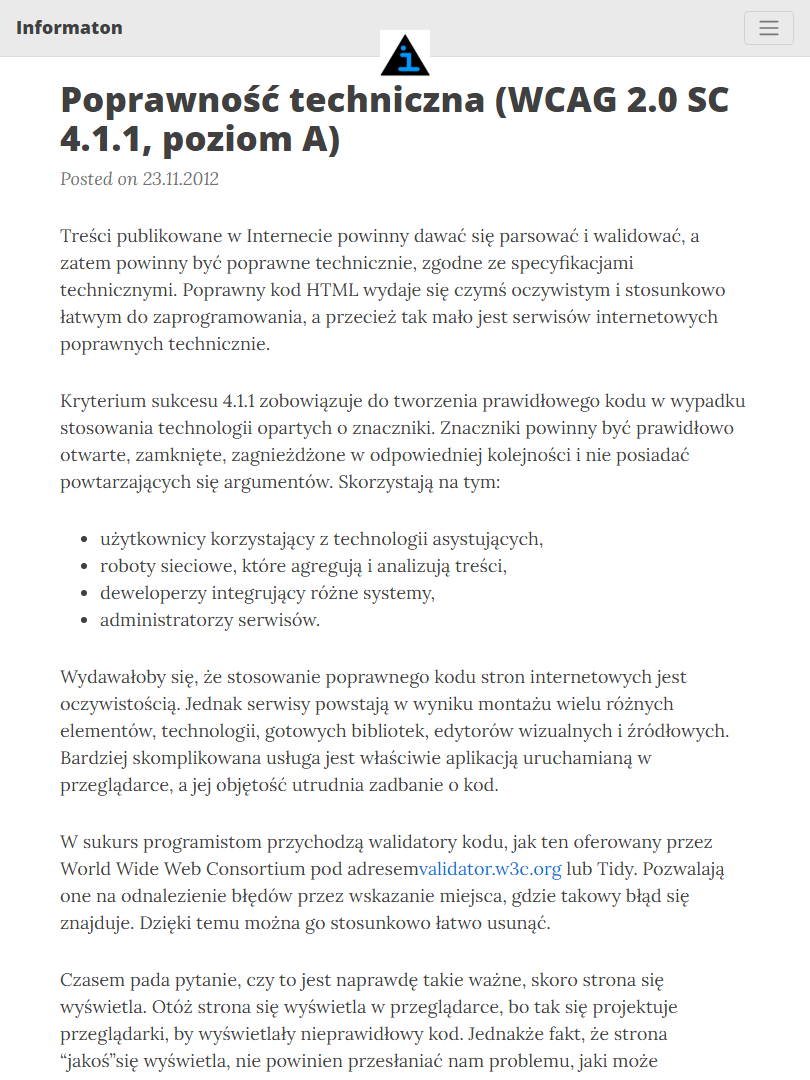 Informaton
i
Poprawność techniczna (WCAG 2.0 SC
4.1.1, poziom A)
Posted on 23.11.2012
Treści publikowane w Internecie powinny dawać się parsować i walidować, a
zatem powinny być poprawne technicznie, zgodne ze specyfikacjami
technicznymi. Poprawny kod HTML wydaje się czymś oczywistym i stosunkowo
łatwym do zaprogramowania, a przecież tak mało jest serwisów internetowych
poprawnych technicznie.
Kryterium sukcesu 4.1.1 zobowiązuje do tworzenia prawidłowego kodu w wypadku
stosowania technologii opartych o znaczniki. Znaczniki powinny być prawidłowo
otwarte, zamknięte, zagnieżdżone w odpowiedniej kolejności i nie posiadać
powtarzających się argumentów. Skorzystają na tym:
• użytkownicy korzystający z technologii asystujących,
• roboty sieciowe, które agregują i analizują treści,
• deweloperzy integrujący różne systemy,
• administratorzy serwisów.
Wydawałoby się, że stosowanie poprawnego kodu stron internetowych jest
oczywistością. Jednak serwisy powstają w wyniku montażu wielu różnych
elementów, technologii, gotowych bibliotek, edytorów wizualnych i źródłowych.
Bardziej skomplikowana usługa jest właściwie aplikacją uruchamianą w
przeglądarce, a jej objętość utrudnia zadbanie o kod.
W sukurs programistom przychodzą walidatory kodu, jak ten oferowany przez
World Wide Web Consortium pod adresemvalidator.w3c.org lub Tidy. Pozwalają
one na odnalezienie błędów przez wskazanie miejsca, gdzie takowy błąd się
znajduje. Dzięki temu można go stosunkowo łatwo usunąć.
Czasem pada pytanie, czy to jest naprawdę takie ważne, skoro strona się
wyświetla. Otóż strona się wyświetla w przeglądarce, bo tak się projektuje
przeglądarki, by wyświetlały nieprawidłowy kod. Jednakże fakt, że strona
“jakoś”się wyświetla, nie powinien przesłaniać nam problemu, jaki może